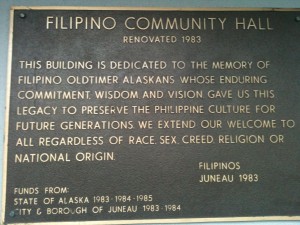 FILIPINO COMMUNITY HALL
RENOVATED 1983
THIS BUILDING IS DEDICATED TO THE MEMORY OF
FILIPINO OLDTIMER ALASKANS WHOSE ENDURING
COMMITMENT, WISDOM AND VISION GAVE US THIS
LEGACY TO PRESERVE THE PHILIPPINE CULTURE FOR
FUTURE GENERATIONS. WE EXTEND OUR WELCOME TO
ALL REGARDLESS OF RACE, SEX, CREED, RELIGION OR
NATIONAL ORIGIN.
FILIPINOS
JUNEAU 1983
FUNDS FROM:
STATE OF ALASKA 1983-1984-1985
CITY & BOROUGH OF JUNEAU 1983-1984